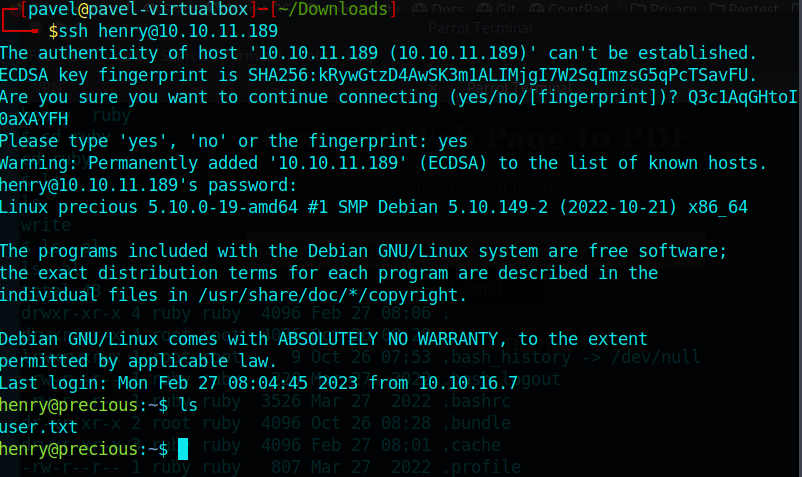 [pavel@pavel-virtualbox]-[~/Downloads]
$ssh henry@10.10.11.189
The authenticity of host '10.10.11.189 (10.10.11.189)' can't be established.
ECDSA key fingerprint is SHA256:kRywGtzD4AwSK3m1ALIMjgI7W2SqImzsG5qPcTSavFU.
Are you sure you want to continue connecting (yes/no/[fingerprint])? Q3c1AqGHtoI
0aXAYFH
Please type 'yes', 'no' or the fingerprint: yes
Warning: Permanently added '10.10.11.189' (ECDSA) to the list of known hosts.
henry@10.10.11.189's password:
Linux precious 5.10.0-19-amd64 #1 SMP Debian 5.10.149-2 (2022-10-21) x86_64
The programs included with the Debian GNU/Linux system are free software;
the exact distribution terms for each program are described in the
individual files in /usr/share/doc/*/copyright.
Debian GNU/Linux comes with ABSOLUTELY NO WARRANTY, to the extent
permitted by applicable law.
Last login: Mon Feb 27 08:04:45 2023 from 10.10.16.7
henry@precious:~$ ls
user.txt
henry@precious:~$